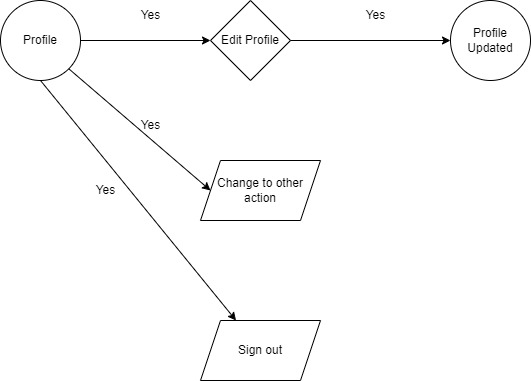 Yes
Yes
Profile
Edit Profile
Profile
Updated
Yes
Change to other
action
Yes
Sign out